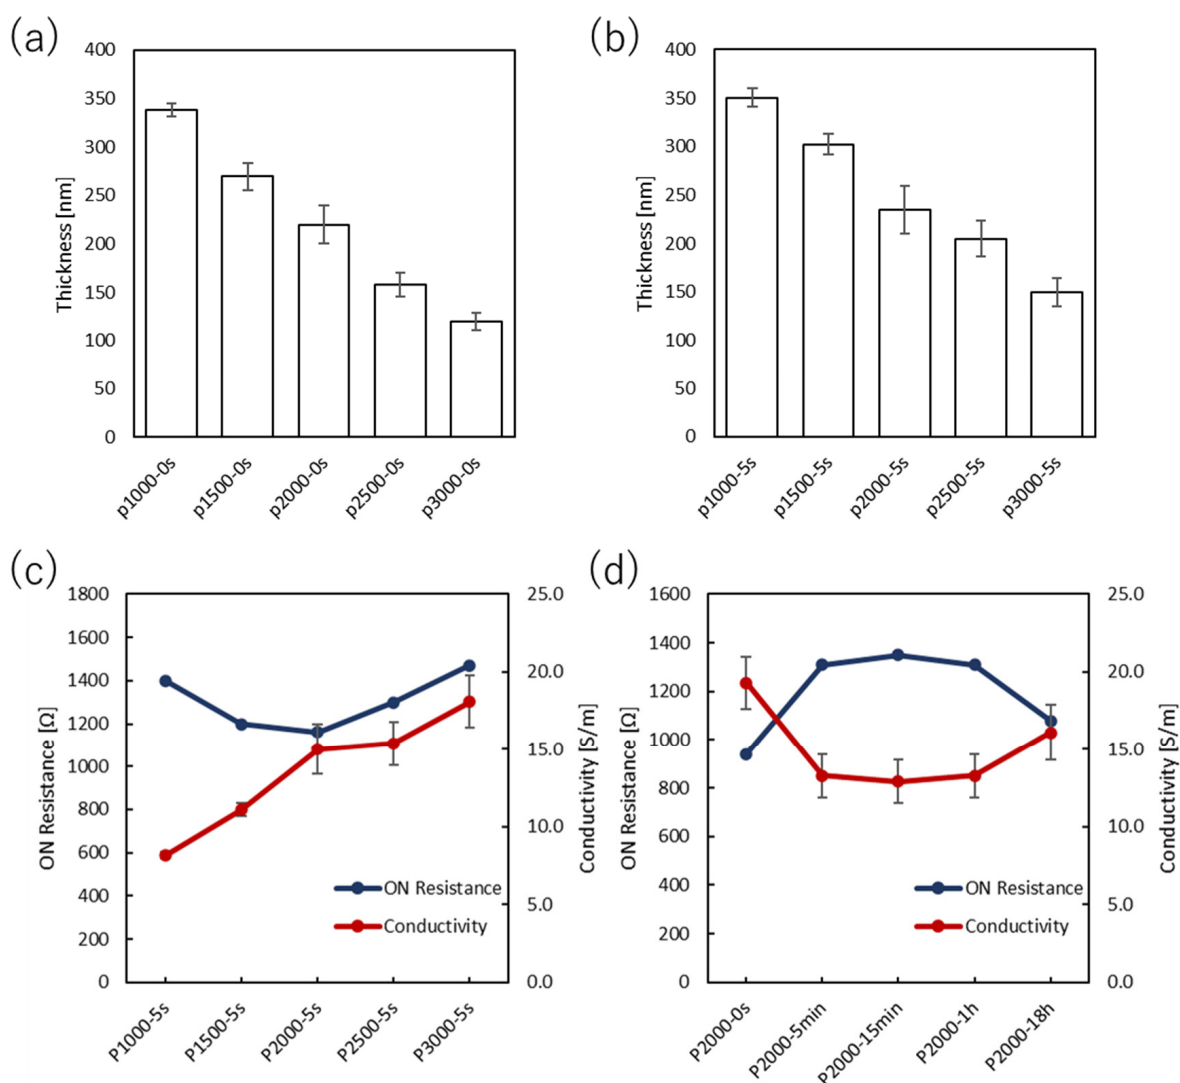 (a)
400
350
300
250
200
150
100
50
0
Thickness [nm]
p1000-0s
p1500-0s
p2000-0s
p2500-0s
p3000-0s
(b)
400
350
300
250
200
150
100
50
0
Thickness [nm]
p1000-5s
p1500-5s
p2000-5s
p2500-5s
p3000-5s
(c)
1800
1600
1400
1200
1000
800
600
400
200
0
ON Resistance [Ω]
25.0
20.0
15.0
10.0
5.0
0.0
Conductivity [S/m]
ON Resistance
Conductivity
P1000-5s
P1500-5s
P2000-5s
P2500-5s
P3000-5s
(d)
1600
1400
1200
1000
800
600
400
200
0
ON Resistance [Ω]
25.0
20.0
15.0
10.0
5.0
0.0
Conductivity [S/m]
ON Resistance
Conductivity
P2000-0s
P2000-5min
P2000-15min
P2000-1h
P2000-18h